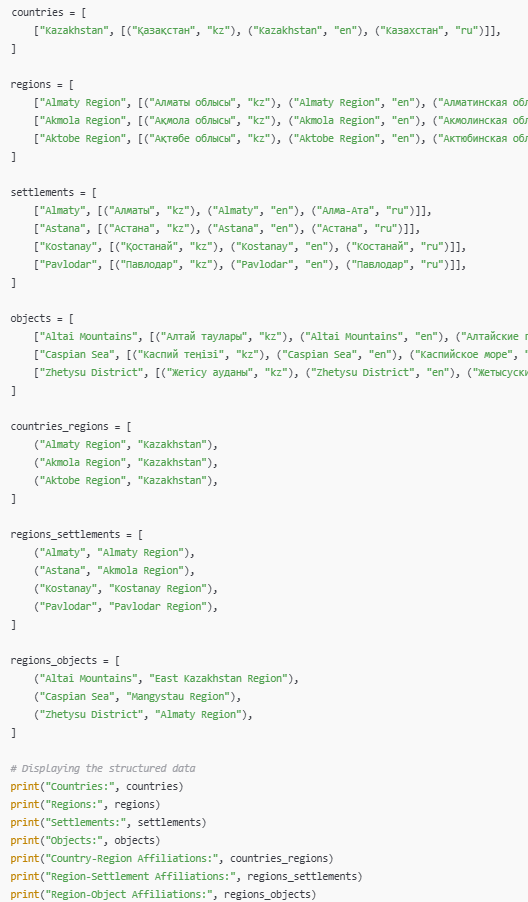 countries = [
    ["Kazakhstan", [("Қазақстан", "kz"), ("Kazakhstan", "en"), ("Казахстан", "ru")]],
]
regions = [
    ["Almaty Region", [("Алматы облысы", "kz"), ("Almaty Region", "en"), ("Алматинская обл
    ["Akmola Region", [("Ақмола облысы", "kz"), ("Akmola Region", "en"), ("Акмолинская обл
    ["Aktobe Region", [("Ақтөбе облысы", "kz"), ("Aktobe Region", "en"), ("Актюбинская обл
]
settlements = [
    ["Almaty", [("Алматы", "kz"), ("Almaty", "en"), ("Алма-Ата", "ru")]],
    ["Astana", [("Астана", "kz"), ("Astana", "en"), ("Астана", "ru")]],
    ["Kostanay", [("Қостанай", "kz"), ("Kostanay", "en"), ("Костанай", "ru")]],
    ["Pavlodar", [("Павлодар", "kz"), ("Pavlodar", "en"), ("Павлодар", "ru")]],
]
objects = [
    ["Altai Mountains", [("Алтай таулары", "kz"), ("Altai Mountains", "en"), ("Алтайские г
    ["Caspian Sea", [("Каспий теңізі", "kz"), ("Caspian Sea", "en"), ("Каспийское море", "
    ["Zhetysu District", [("Жетісу ауданы", "kz"), ("Zhetysu District", "en"), ("Жетысуски
]
countries_regions = [
    ("Almaty Region", "Kazakhstan"),
    ("Akmola Region", "Kazakhstan"),
    ("Aktobe Region", "Kazakhstan"),
]
regions_settlements = [
    ("Almaty", "Almaty Region"),
    ("Astana", "Akmola Region"),
    ("Kostanay", "Kostanay Region"),
    ("Pavlodar", "Pavlodar Region"),
]
regions_objects = [
    ("Altai Mountains", "East Kazakhstan Region"),
    ("Caspian Sea", "Mangystau Region"),
    ("Zhetysu District", "Almaty Region"),
]
# Displaying the structured data
print("Countries:", countries)
print("Regions:", regions)
print("Settlements:", settlements)
print("Objects:", objects)
print("Country-Region Affiliations:", countries_regions)
print("Region-Settlement Affiliations:", regions_settlements)
print("Region-Object Affiliations:", regions_objects)